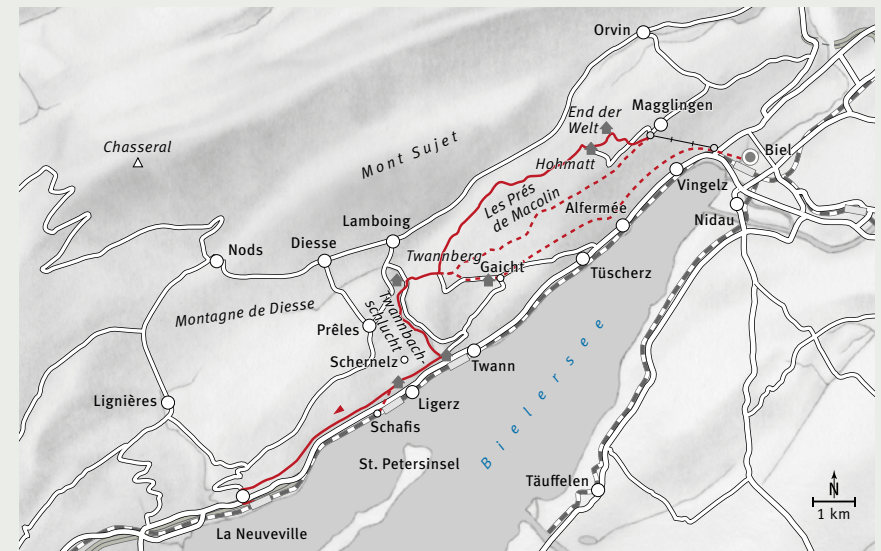 Orvin
Magglingen
End der
Welt
Biel
Chasseral
Mont Sujet
Hohmatt
Vingelz
Les Prés
de Macolin
Alfermée
Nidau
Lamboing
Nods
Diesse
Twannberg
Gaicht
Tüscherz
Montagne de Diesse
Twannbach-
schlucht
Prêles
Schernelz
Twann
Lignières
Ligerz
Schafis
Bielersee
St. Petersinsel
Täuffelen
N
1 km
La Neuveville